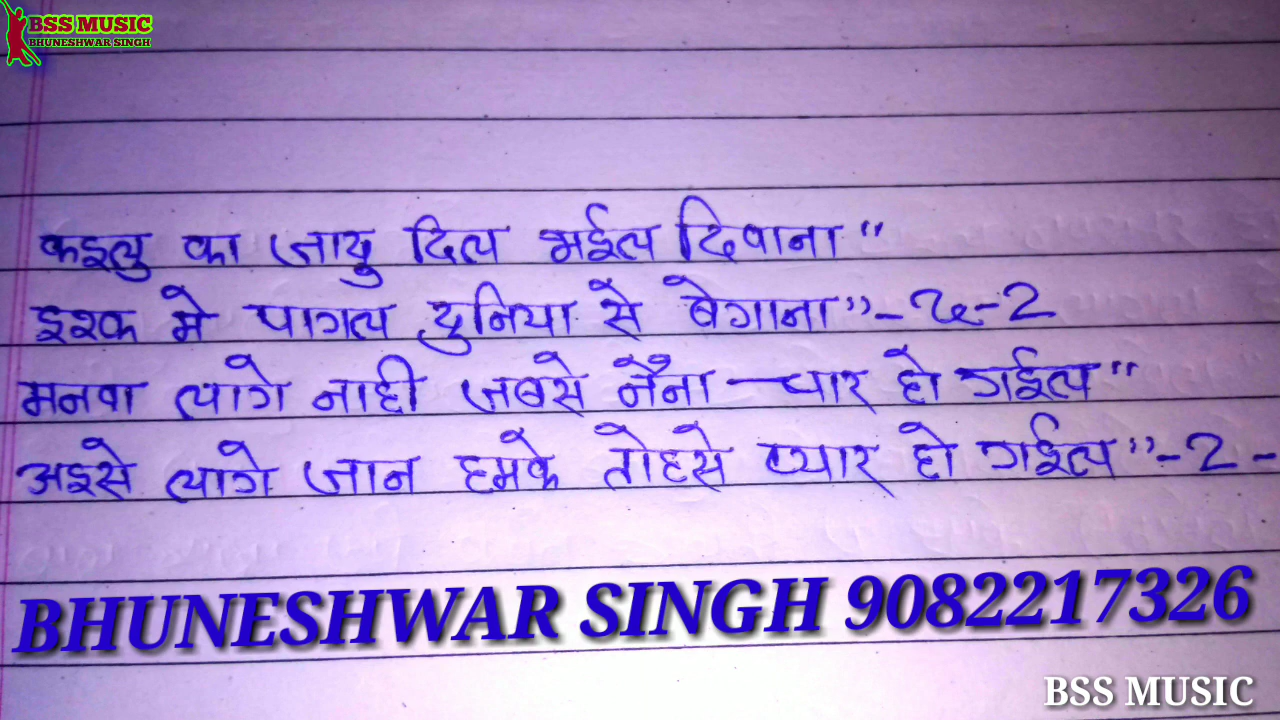 BSS MUSIC
BHUNESHWAR SINGH
कइलु का जादु दिल भईल दिवाना "
इश्क मे पागल दुनिया से बेगाना"-2
मनवा लागे नाही जबसे नैना चार हो गईल"
अइसे लागे जान हमके तोहसे प्यार हो गईल"-2-
BHUNESHWAR SINGH 9082217326
BSS MUSIC